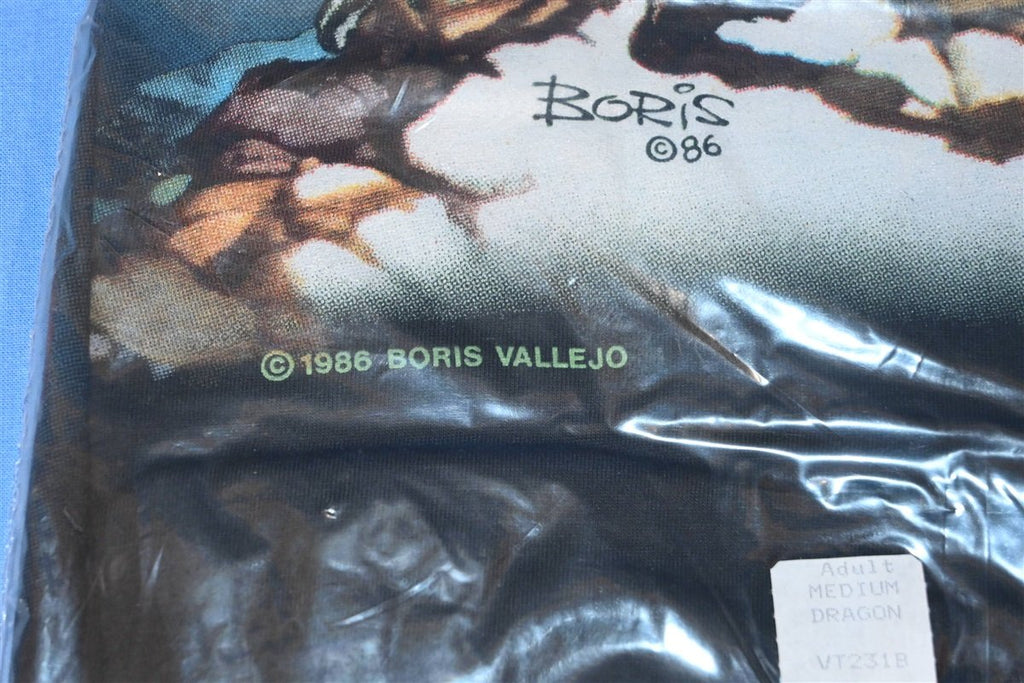 BORIS
©86
© 1986 BORIS VALLEJO
Adult
MEDIUM
DRAGON
VT231B